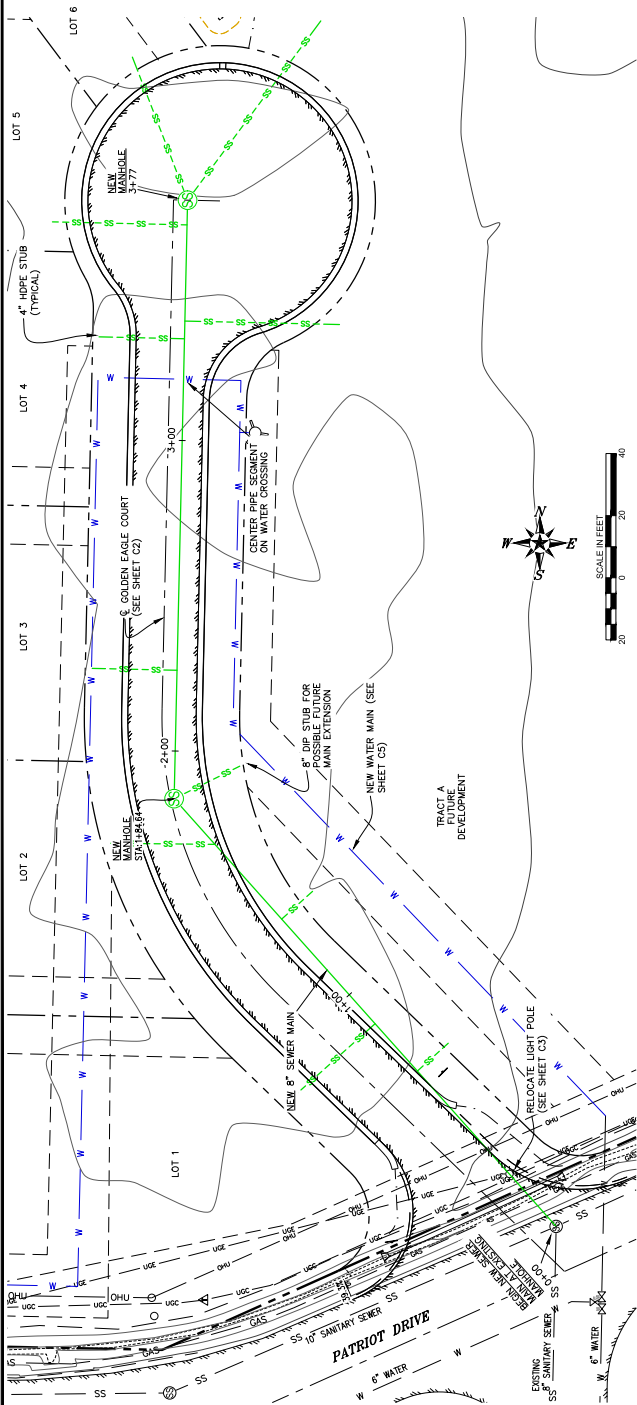 LOT 6
LOT 5
NEW
MANHOLE
3+77
SS
4" HDPE STUB
(TYPICAL)
LOT 4
W
3+00
CENTER PIPE SEGMENT
ON WATER CROSSING
℄ GOLDEN EAGLE COURT
(SEE SHEET C2)
LOT 3
N
W
E
S
SCALE IN FEET
20
0
20
40
8" DIP STUB FOR
POSSIBLE FUTURE
MAIN EXTENSION
NEW WATER MAIN (SEE
SHEET C5)
2+00
NEW
MANHOLE
STA:1+84.64
LOT 2
TRACT A
FUTURE
DEVELOPMENT
1+00
NEW 8" SEWER MAIN
RELOCATE LIGHT POLE
(SEE SHEET C3)
LOT 1
OHU
UGE
UGC
GAS
BEGIN NEW SEWER
MAIN AT EXISTING
MANHOLE
0+00
10" SANITARY SEWER
PATRIOT DRIVE
6" WATER
EXISTING
8" SANITARY SEWER
SS
6" WATER
W